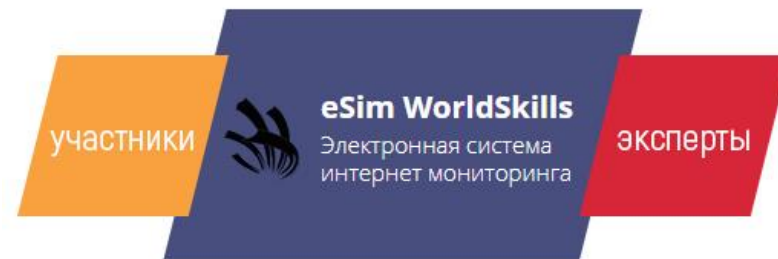 участники
eSim WorldSkills
Электронная система
интернет мониторинга
эксперты